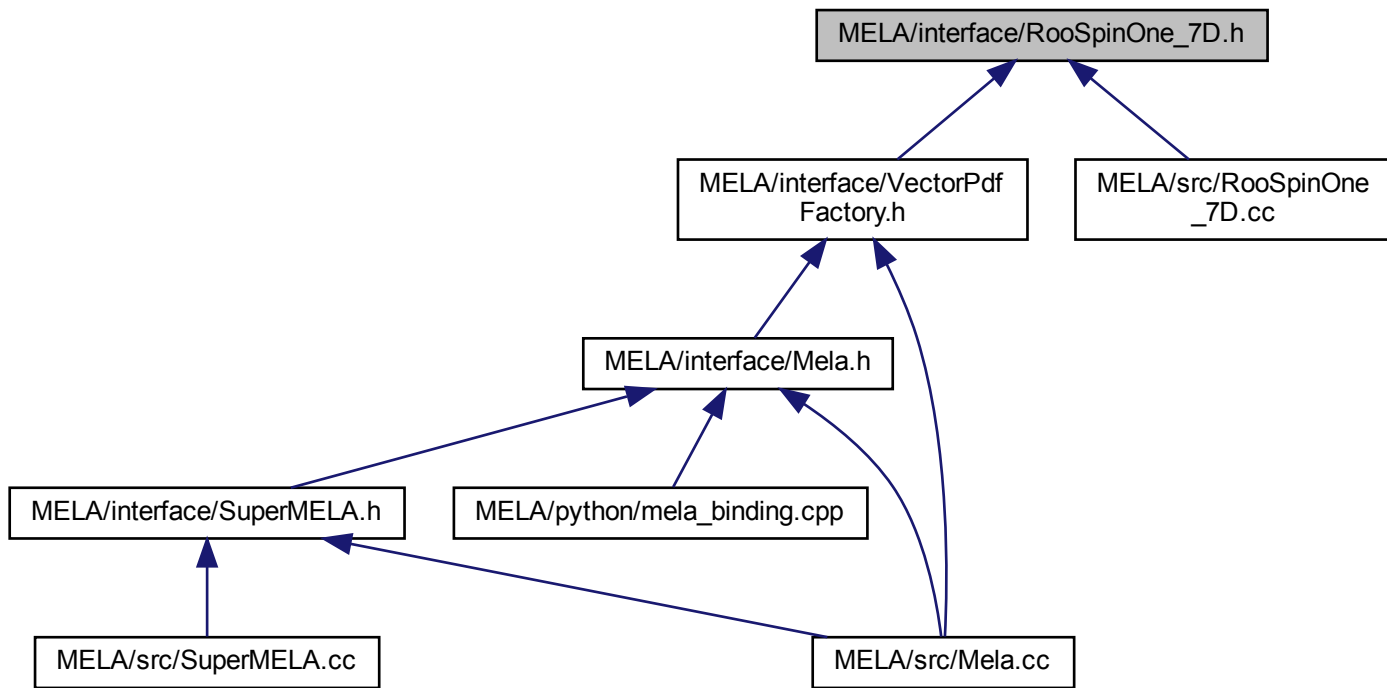 MELA/interface/RooSpinOne_7D.h
MELA/interface/VectorPdf
Factory.h
MELA/src/RooSpinOne
_7D.cc
MELA/interface/Mela.h
MELA/interface/SuperMELA.h
MELA/python/mela_binding.cpp
MELA/src/SuperMELA.cc
MELA/src/Mela.cc